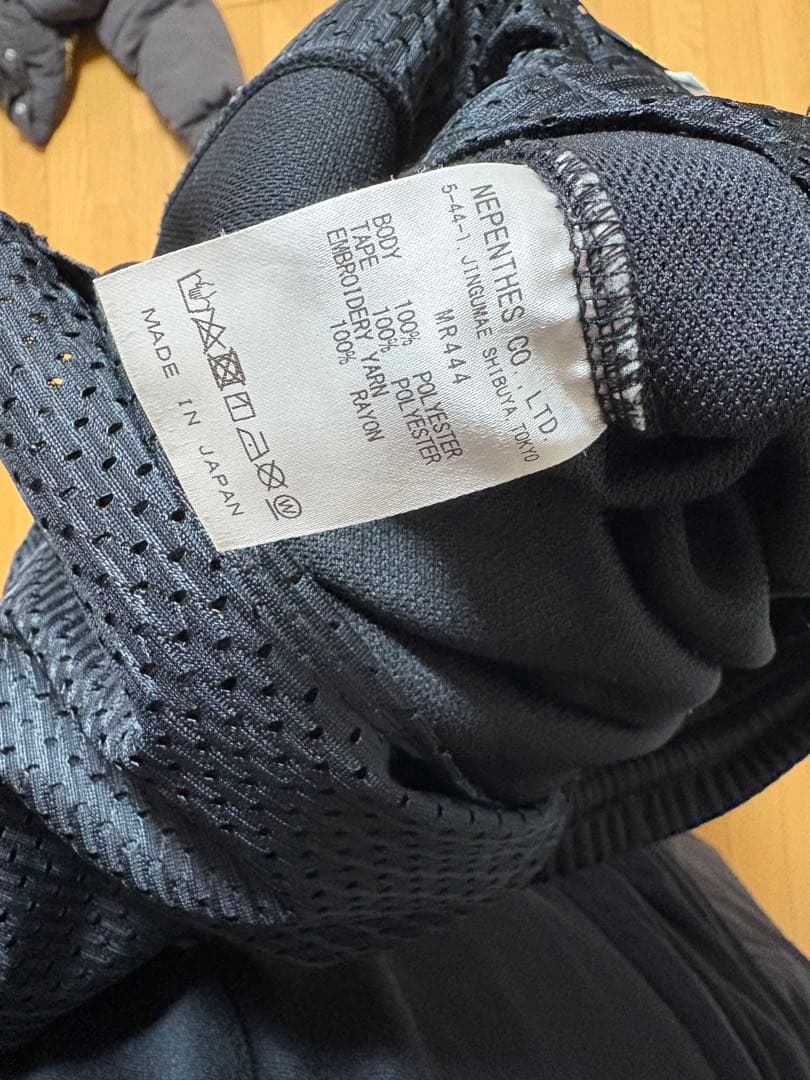 NEPENTHES CO., LTD.
5-44-1, JINGUMAE SHIBUYA, TOKYO
MR444
BODY 100% POLYESTER
TAPE 100% POLYESTER
EMBROIDERY YARN
100% RAYON
W
MADE IN JAPAN